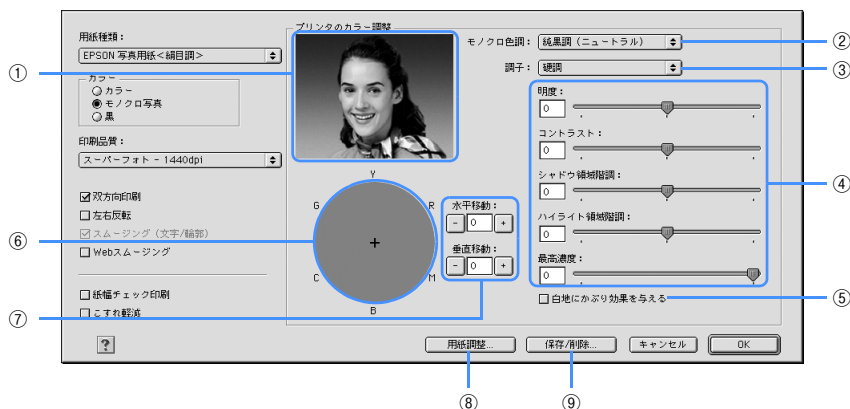 用紙種類：
EPSON 写真用紙<絹目調>
カラー
カラー
モノクロ写真
黒
印刷品質：
スーパーフォト - 1440dpi
双方向印刷
左右反転
スムージング（文字/輪郭）
Webスムージング
紙幅チェック印刷
こすれ軽減
?
プリンタのカラー調整
モノクロ色調：
純黒調（ニュートラル）
調子：
硬調
明度：
0
コントラスト：
0
シャドウ領域階調：
0
ハイライト領域階調：
0
最高濃度：
0
白地にかぶり効果を与える
Y
G
R
C
M
B
水平移動：
- 0 +
垂直移動：
- 0 +
用紙調整...
保存/削除...
キャンセル
OK
①
②
③
④
⑤
⑥
⑦
⑧
⑨